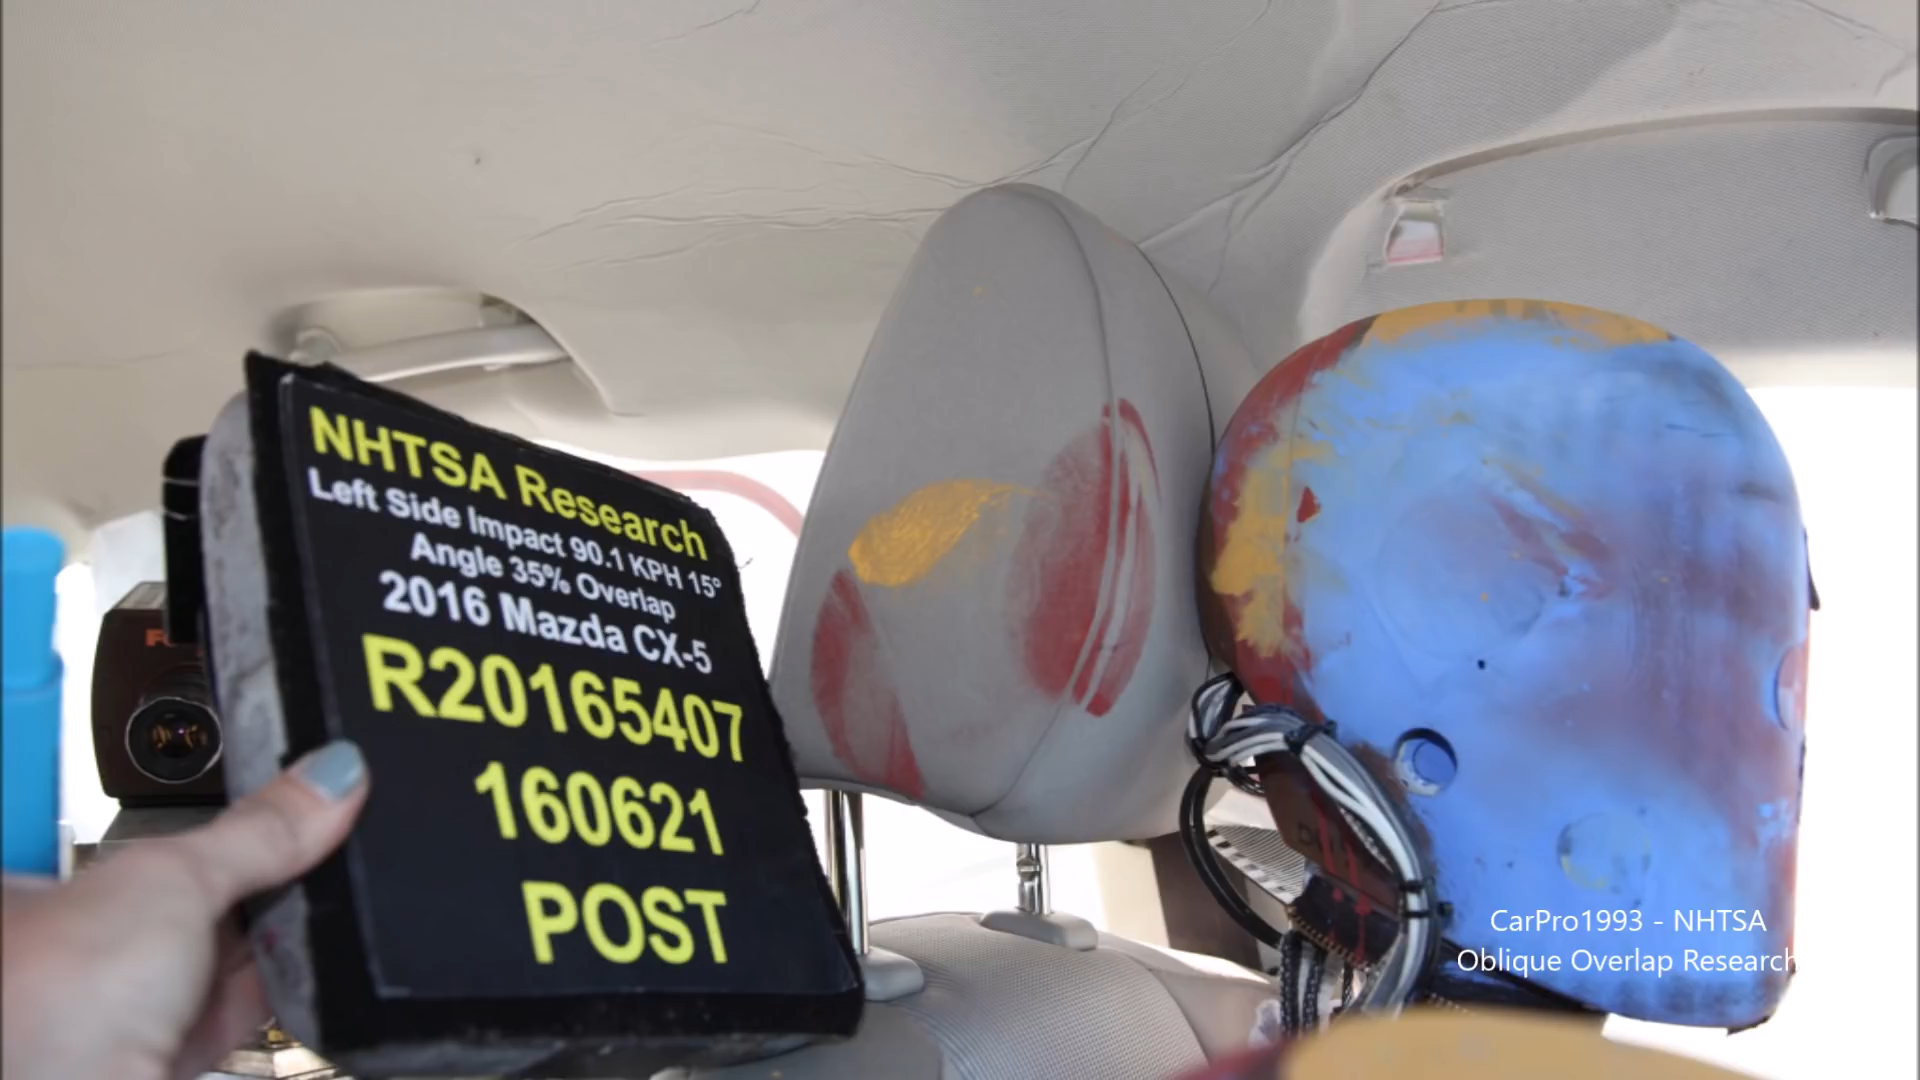 NHTSA Research
Left Side Impact 90.1 KPH 15°
Angle 35% Overlap
2016 Mazda CX-5
R20165407
160621
POST
CarPro1993 - NHTSA
Oblique Overlap Research